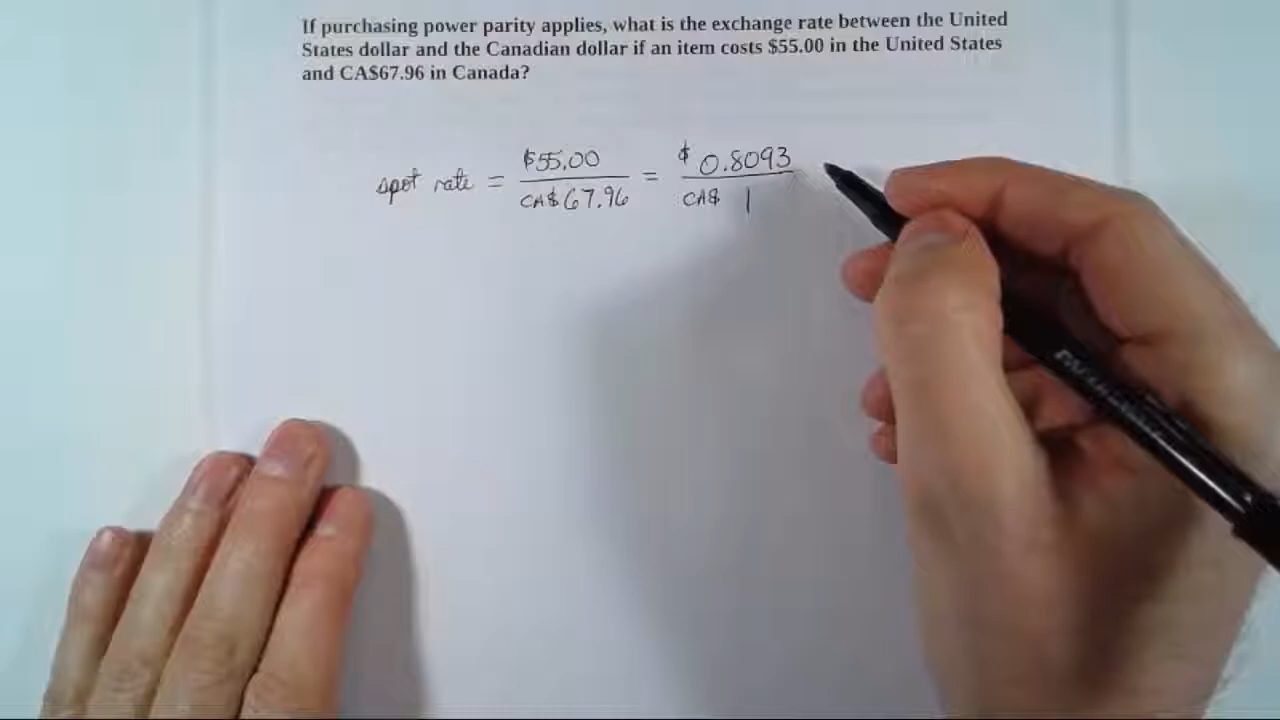 If purchasing power parity applies, what is the exchange rate between the United
States dollar and the Canadian dollar if an item costs $55.00 in the United States
and CA$67.96 in Canada?
spot rate = $55.00 / CA$67.96 = $0.8093 / CA$ 1